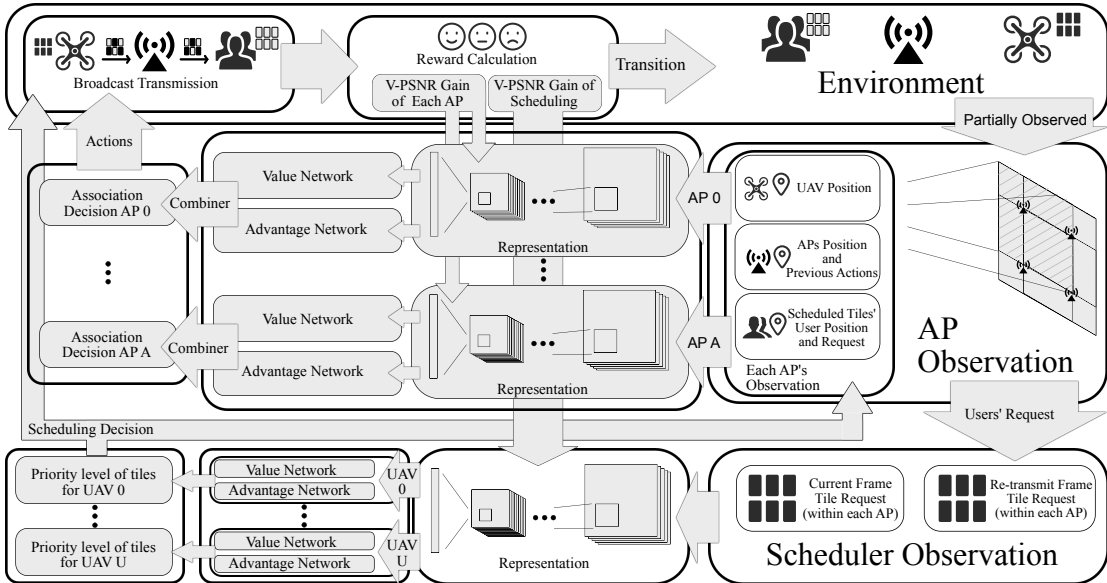 Broadcast Transmission
Reward Calculation
V-PSNR Gain
of Each AP
V-PSNR Gain of
Scheduling
Transition
Environment
Partially Observed
Actions
Association
Decision AP 0
Combiner
Value Network
Advantage Network
Representation
AP 0
UAV Position
APs Position
and
Previous Actions
Scheduled Tiles'
User Position
and Request
Each AP's
Observation
AP
Observation
Association
Decision AP A
Combiner
Value Network
Advantage Network
Representation
AP A
Scheduling Decision
Users' Request
Priority level of tiles
for UAV 0
Value Network
Advantage Network
UAV
0
Priority level of tiles
for UAV U
Value Network
Advantage Network
UAV
U
Representation
Current Frame
Tile Request
(within each AP)
Re-transmit Frame
Tile Request
(within each AP)
Scheduler Observation